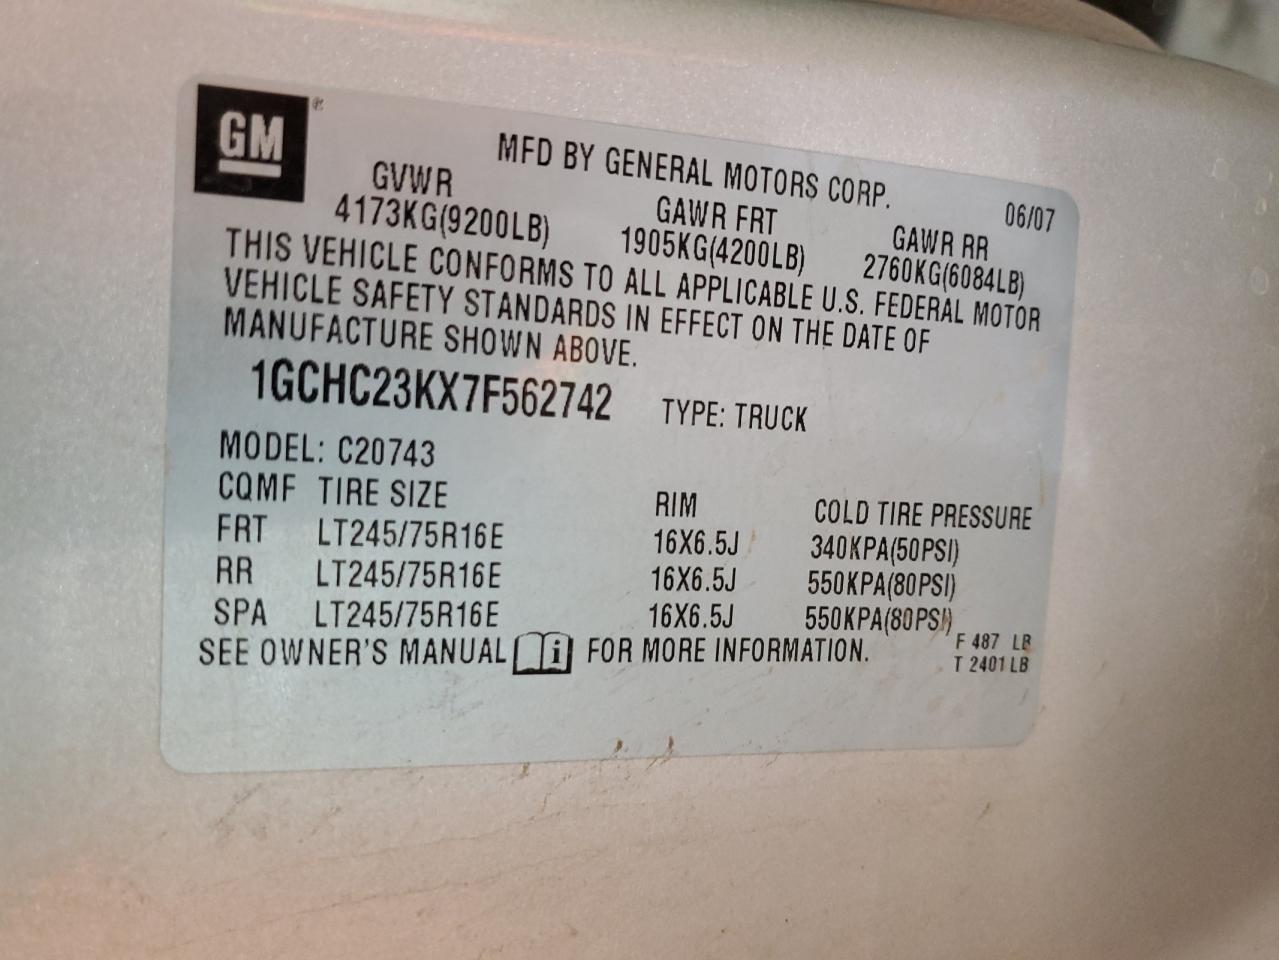 GM®
MFD BY GENERAL MOTORS CORP.
06/07
GVWR GAWR FRT GAWR RR
4173KG(9200LB) 1905KG(4200LB) 2760KG(6084LB)
THIS VEHICLE CONFORMS TO ALL APPLICABLE U.S. FEDERAL MOTOR
VEHICLE SAFETY STANDARDS IN EFFECT ON THE DATE OF
MANUFACTURE SHOWN ABOVE.
1GCHC23KX7F562742 TYPE: TRUCK
MODEL: C20743
CQMF TIRE SIZE RIM COLD TIRE PRESSURE
FRT LT245/75R16E 16X6.5J 340KPA(50PSI)
RR LT245/75R16E 16X6.5J 550KPA(80PSI)
SPA LT245/75R16E 16X6.5J 550KPA(80PSI)
SEE OWNER'S MANUAL i FOR MORE INFORMATION.
F 487 LB
T 2401 LB